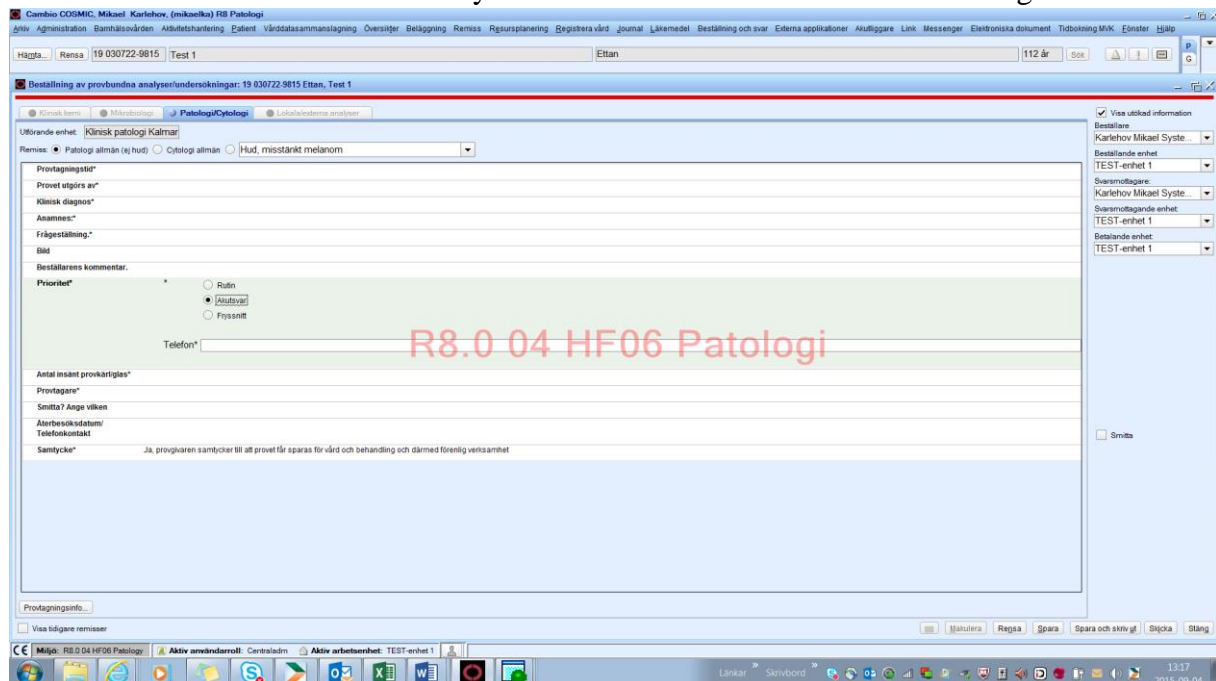 Cambio COSMIC, Mikael Karlehov, (mikaelka) R8 Patologi
Arkiv Administration Barnhälsovården Aktivitetshantering Patient Vårddatasammanslagning Översikter Beläggning Remiss Resursplanering Registrera vård Journal Läkemedel Beställning och svar Externa applikationer Akutliggare Link Messenger Elektroniska dokument Tidbokning MVK Fönster Hjälp
Hämta... Rensa 19 030722-9815 Test 1 Ettan 112 år Sök P
G
Beställning av provbundna analyser/undersökningar: 19 030722-9815 Ettan, Test 1
Klinisk kemi Mikrobiologi Patologi/Cytologi Lokalaleiderna analyser Visa utökad information
Utförande enhet: Klinisk patologi Kalmar
Remiss: Patologi allmän (ej hud) Cytologi allmän Hud, misstänkt melanom
Provtagningstid*
Provet utgörs av*
Klinisk diagnos*
Anamnes:*
Frågeställning.*
Bild
Beställarens kommentar.
Prioritet* * Rutin
Akutsvar
Fryssnitt
Telefon*
R8.0 04 HF06 Patologi
Antal insänt provkärl/glas*
Provtagare*
Smitta? Ange vilken
Återbesöksdatum/
Telefonkontakt
Samtycke* Ja, provgivaren samtycker till att provet får sparas för vård och behandling och därmed förenlig verksamhet
Beställare
Karlehov Mikael Syste...
Beställande enhet
TEST-enhet 1
Svarsmottagare:
Karlehov Mikael Syste...
Svarsmottagande enhet:
TEST-enhet 1
Betalande enhet:
TEST-enhet 1
Smitta
Provtagningsinfo...
Visa tidigare remisser Makulera Rensa Spara Spara och skriv ut Skicka Stäng
Miljö: R8.0 04 HF06 Patology Aktiv användarroll: Centraladm Aktiv arbetsenhet: TEST-enhet 1
Länkar » Skrivbord » 13:17
2015-09-04